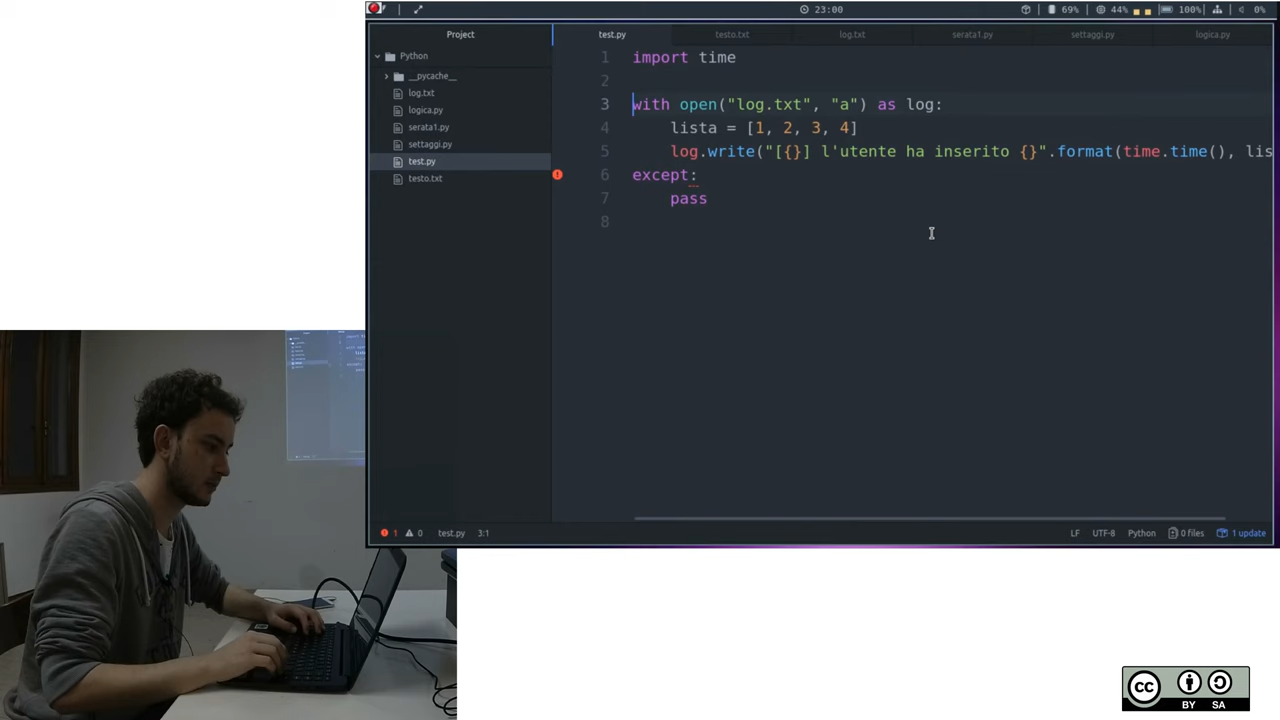 23:00
69%
44%
100%
0%
Project
test.py
testo.txt
log.txt
serata1.py
settaggi.py
logica.py
Python
__pycache__
log.txt
logica.py
serata1.py
settaggi.py
test.py
testo.txt
1 import time
2
3 with open("log.txt", "a") as log:
4 lista = [1, 2, 3, 4]
5 log.write("[{}] l'utente ha inserito {}".format(time.time(), lis
6 except:
7 pass
8
1 0 test.py 3:1
LF UTF-8 Python 0 files 1 update
cc BY SA